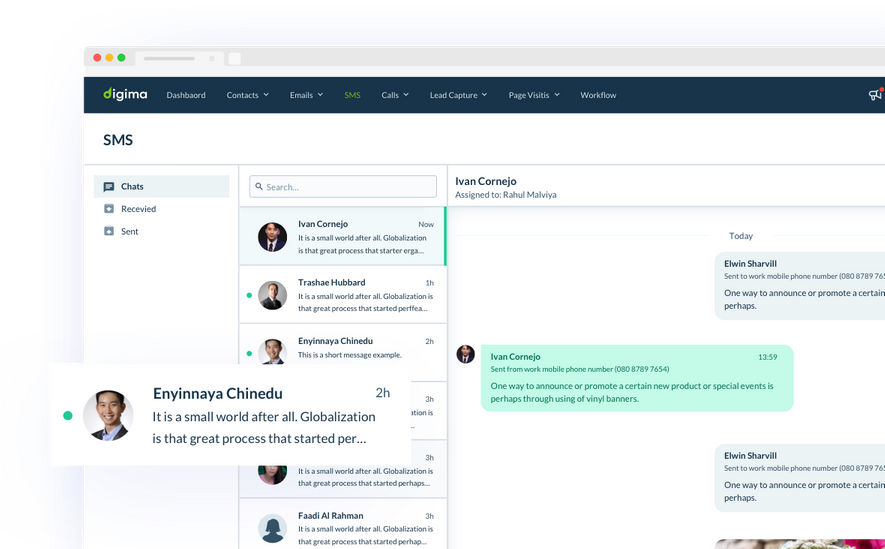 digima
Dashbaord
Contacts
Emails
SMS
Calls
Lead Capture
Page Visitis
Workflow
SMS
Chats
Recevied
Sent
Search...
Ivan Cornejo
Now
It is a small world after all. Globalization
is that great process that starter erga...
Trashae Hubbard
1h
It is a small world after all. Globalization is
that great process that started perffea...
Enyinnaya Chinedu
2h
This is a short message example.
Enyinnaya Chinedu
2h
It is a small world after all. Globalization
is that great process that started per...
3h
3h
It is a small world after all. Globalization is
that great process that started perhaps...
Faadi Al Rahman
3h
It is a small world after all. Globalization is
that great process that started perhap...
Ivan Cornejo
Assigned to: Rahul Malviya
Today
Elwin Sharvill
Sent to work mobile phone number (080 8789 765
One way to announce or promote a certain
perhaps.
Ivan Cornejo
13:59
Sent from work mobile phone number (080 8789 7654)
One way to announce or promote a certain new product or special events is
perhaps through using of vinyl banners.
Elwin Sharvill
Sent to work mobile phone number (080 8789 765
One way to announce or promote a certain
perhaps.